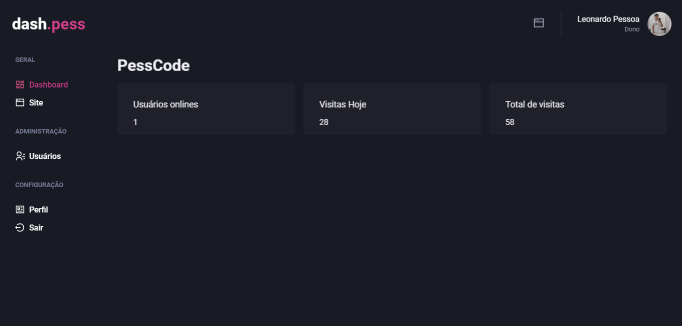 dash.pess
Leonardo Pessoa
Dono
GERAL
Dashboard
Site
ADMINISTRAÇÃO
Usuários
CONFIGURAÇÃO
Perfil
Sair
PessCode
Usuários onlines
1
Visitas Hoje
28
Total de visitas
58